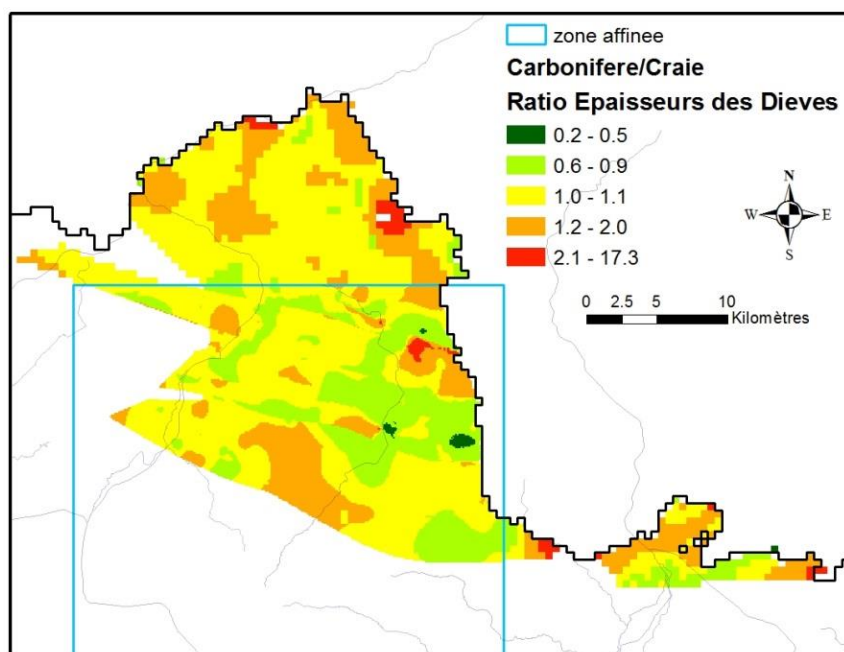 zone affinee
Carbonifere/Craie
Ratio Epaisseurs des Dieves
0.2 - 0.5
0.6 - 0.9
1.0 - 1.1
1.2 - 2.0
2.1 - 17.3
N
W E
S
0 2.5 5 10
Kilomètres